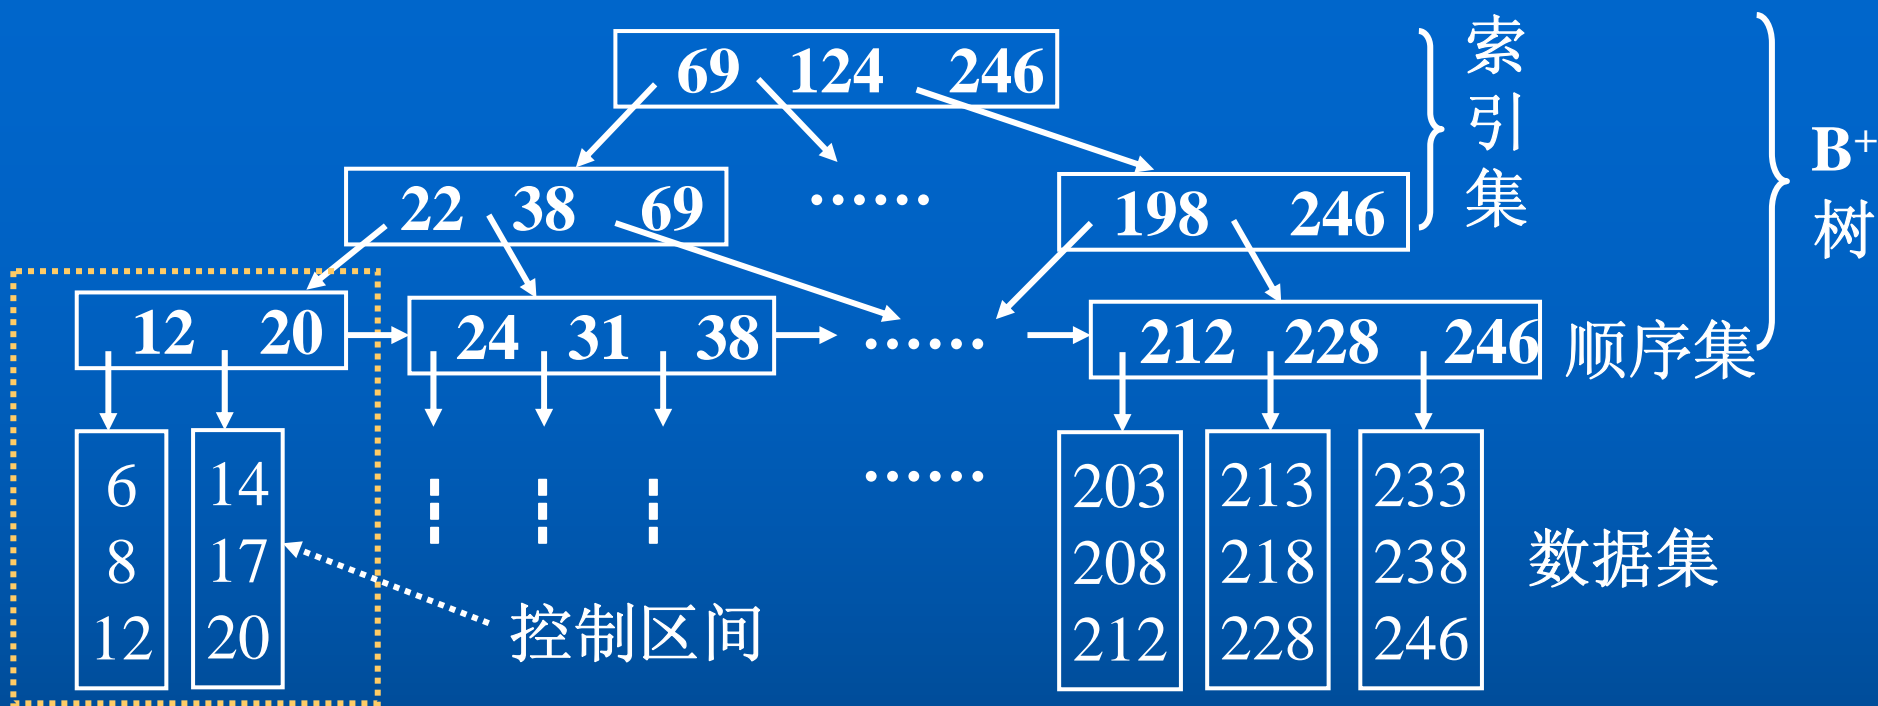 69 124 246
索引集
B+树
22 38 69 …… 198 246
12 20 24 31 38 …… 212 228 246 顺序集
6 14 …… 203 213 233
8 17 208 218 238 数据集
12 20 控制区间 212 228 246